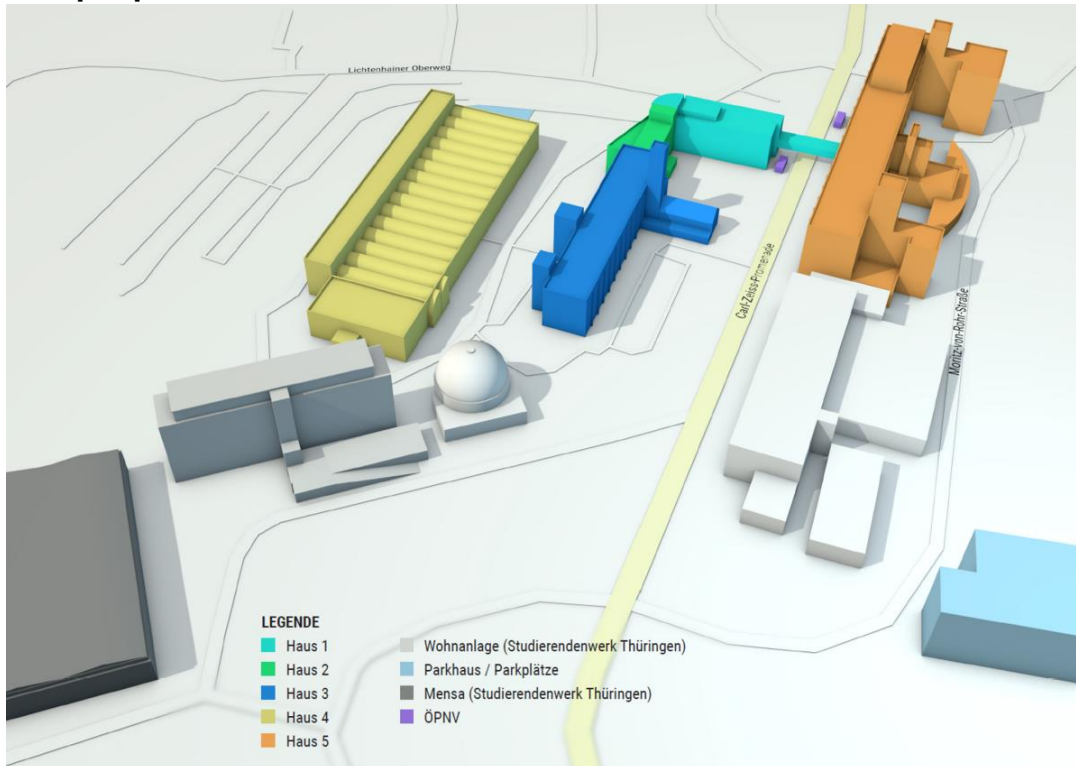 Lichtenhainer Oberweg
Carl-Zeiss-Promenade
Moritz-von-Rohr-Straße
LEGENDE
Haus 1
Haus 2
Haus 3
Haus 4
Haus 5
Wohnanlage (Studierendenwerk Thüringen)
Parkhaus / Parkplätze
Mensa (Studierendenwerk Thüringen)
ÖPNV